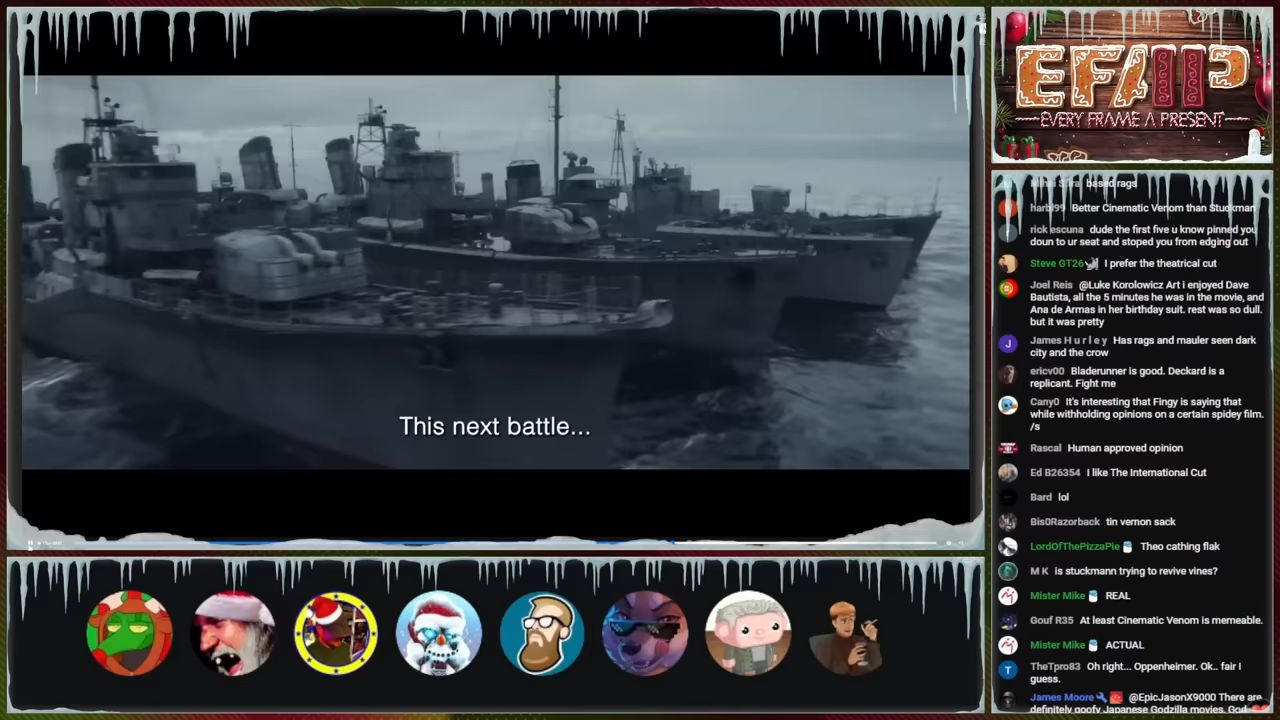 This next battle...
EFAP
EVERY FRAME A PRESENT
based rags
harbl99 Better Cinematic Venom than Stuckman
rick escuna dude the first five u know pinned you
doun to ur seat and stoped you from edging out
Steve GT26 I prefer the theatrical cut
Joel Reis @Luke Korolowicz Art i enjoyed Dave
Bautista, all the 5 minutes he was in the movie, and
Ana de Armas in her birthday suit. rest was so dull.
but it was pretty
James H u r l e y Has rags and mauler seen dark
city and the crow
ericv00 Bladerunner is good. Deckard is a
replicant. Fight me
Cany0 It's interesting that Fingy is saying that
while withholding opinions on a certain spidey film.
/s
Rascal Human approved opinion
Ed B26354 I like The International Cut
Bard lol
Bis0Razorback tin vemon sack
LordOfThePizzaPie Theo cathing flak
M K is stuckmann trying to revive vines?
Mister Mike REAL
Gouf R35 At least Cinematic Venom is memeable.
Mister Mike ACTUAL
TheTpro83 Oh right... Oppenheimer. Ok.. fair I
guess.
James Moore @EpicJasonX9000 There are
definitely goofy Japanese Godzilla movies. God